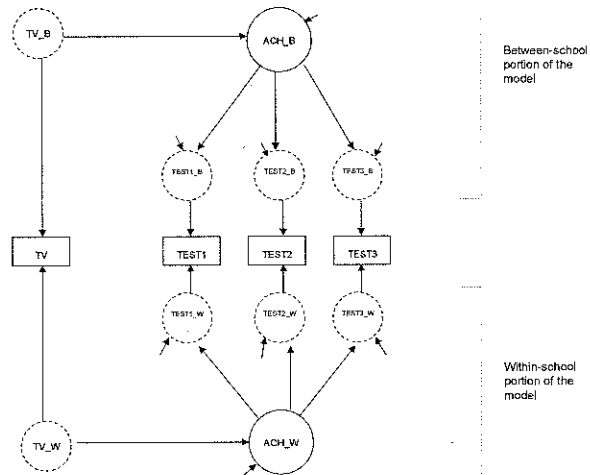 TV_B
ACH_B
Between-school
portion of the
model
TEST1_B
TEST2_B
TEST3_B
TV
TEST1
TEST2
TEST3
TEST1_W
TEST2_W
TEST3_W
Within-school
portion of the
model
TV_W
ACH_W